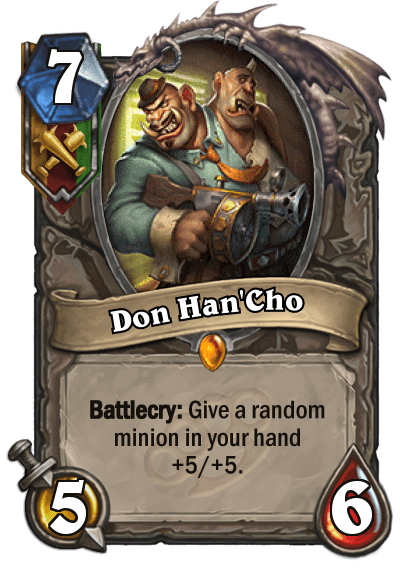 7
Don Han'Cho
Battlecry: Give a random
minion in your hand
+5/+5.
5
6